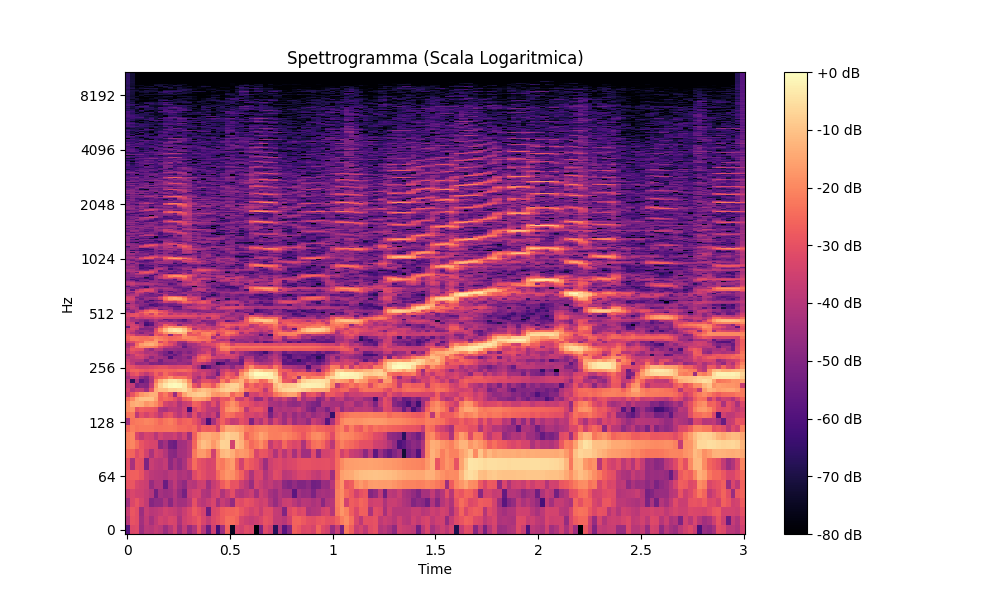 Spettrogramma (Scala Logaritmica)
Hz
8192
4096
2048
1024
512
256
128
64
0
0
0.5
1
1.5
2
2.5
3
Time
+0 dB
-10 dB
-20 dB
-30 dB
-40 dB
-50 dB
-60 dB
-70 dB
-80 dB